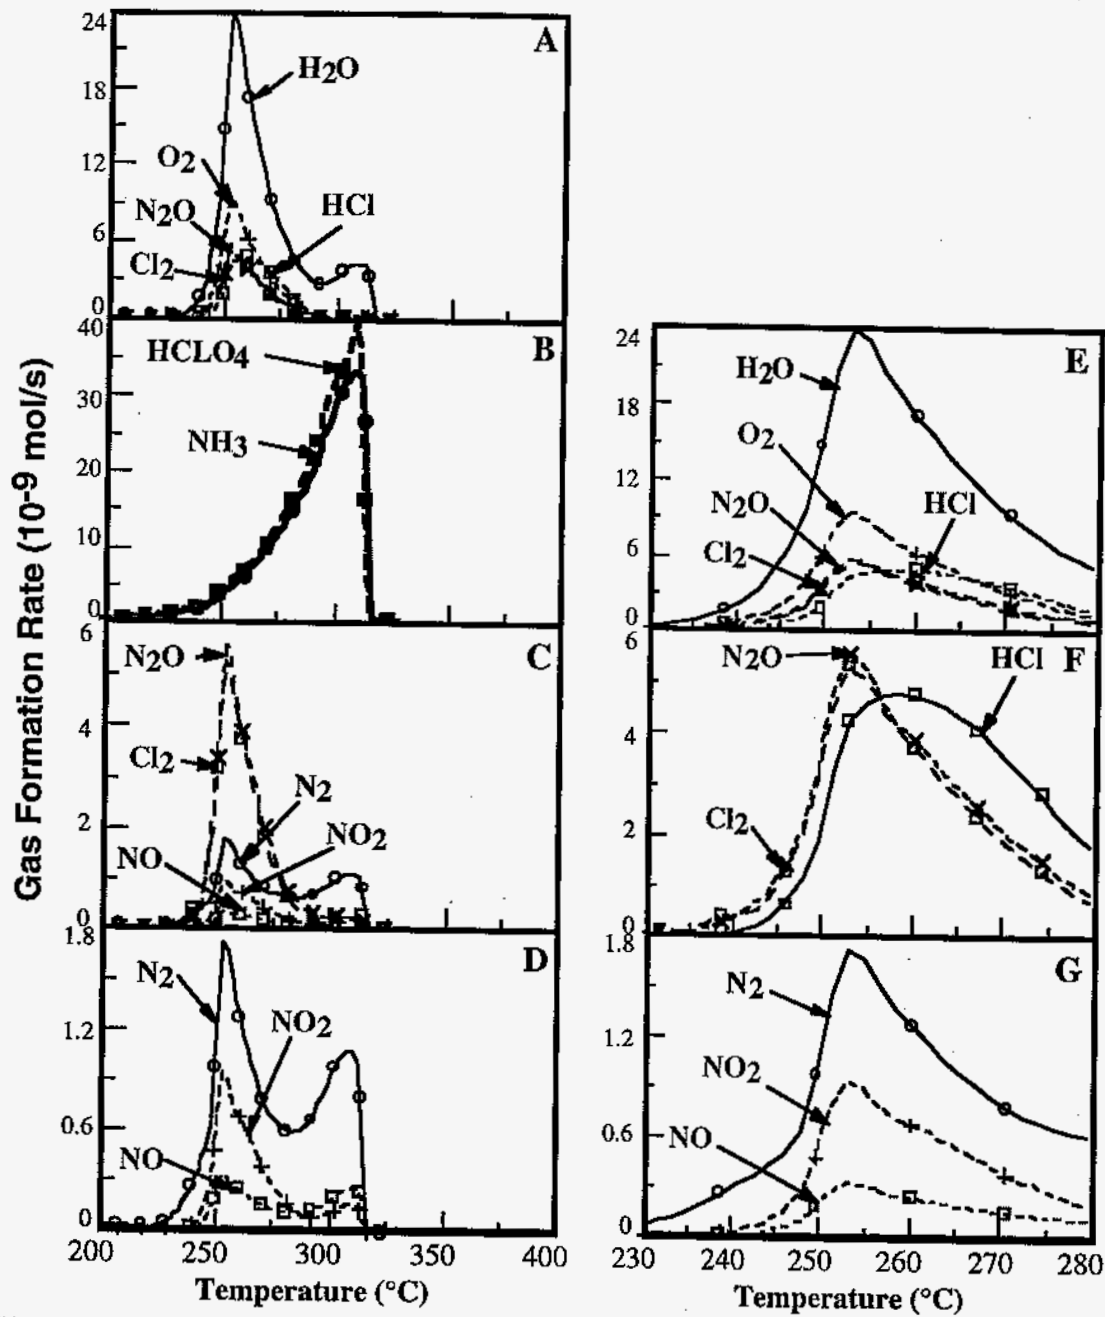 Gas Formation Rate (10-9 mol/s)
24
18
12
6
0
A
H2O
O2
N2O
Cl2
HCl
40
30
20
10
0
B
HCLO4
NH3
6
4
2
0
C
N2O
Cl2
N2
NO2
NO
1.8
1.2
0.6
0
D
N2
NO2
NO
200 250 300 350 400
Temperature (°C)
24
18
12
6
0
E
H2O
O2
N2O
Cl2
HCl
6
4
2
0
F
N2O
HCl
Cl2
1.8
1.2
0.6
0
G
N2
NO2
NO
230 240 250 260 270 280
Temperature (°C)